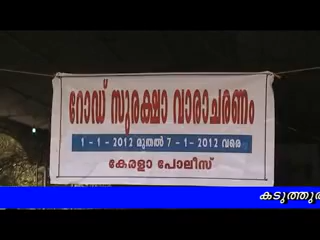 റോഡ് സുരക്ഷാ വാരാചരണം
1 - 1 - 2012 മുതൽ 7 - 1 - 2012 വരെ
കേരളാ പോലീസ്